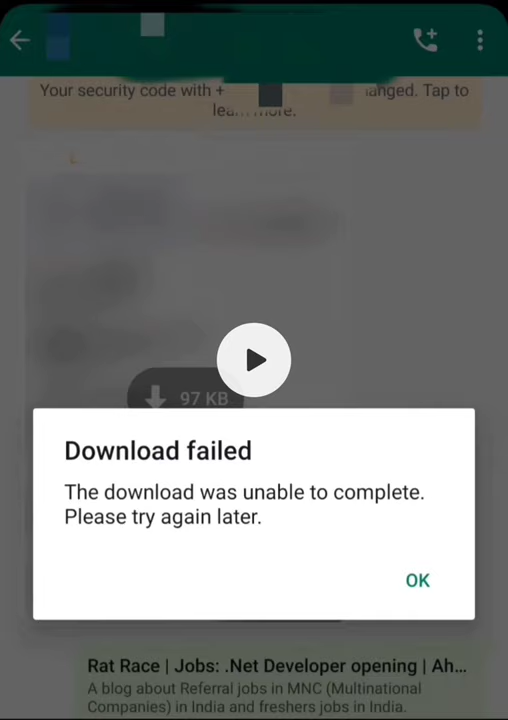 Your security code with +
anged. Tap to
more.
97 KB
Download failed
The download was unable to complete.
Please try again later.
OK
Rat Race | Jobs: .Net Developer opening | Ah...
A blog about Referral jobs in MNC (Multinational
Companies) in India and freshers jobs in India.